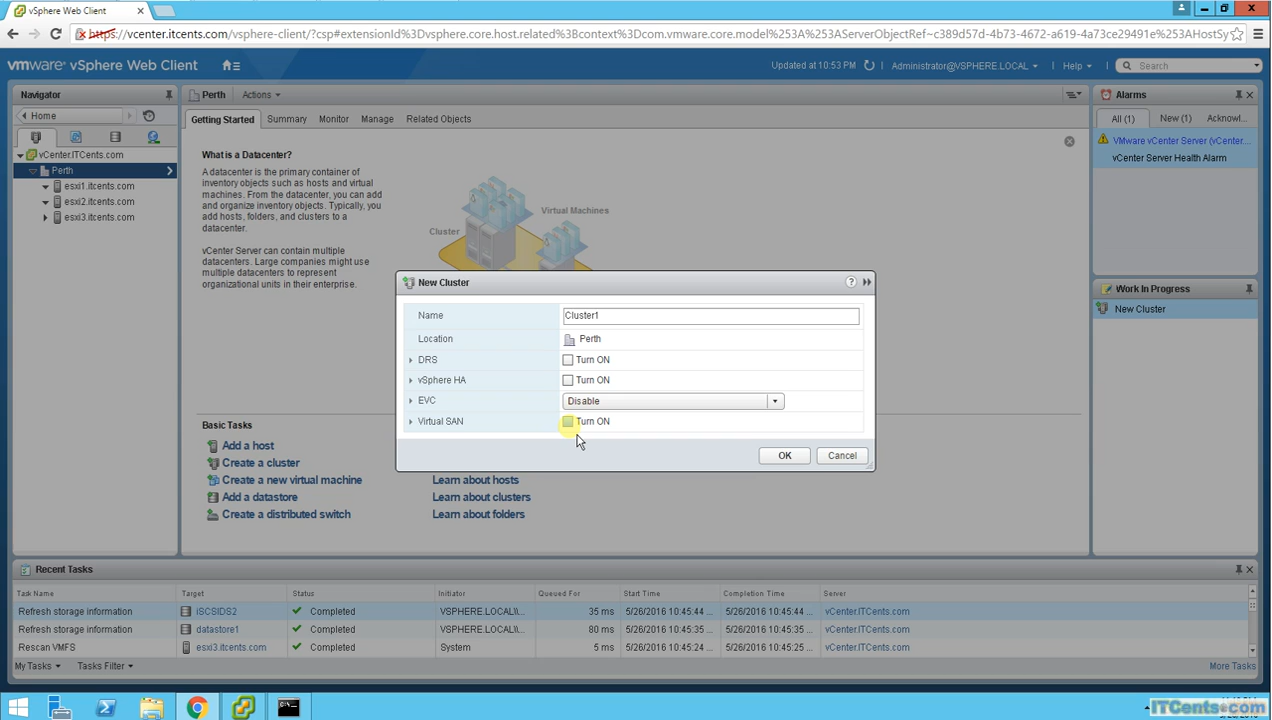 vSphere Web Client
https://vcenter.itcents.com/vsphere-client/?csp#extensionId%3Dvsphere.core.host.related%3Bcontext%3Dcom.vmware.core.model%253A%253AServerObjectRef~c389d57d-4b73-4672-a619-4a73ce29491e%253AHostSy
vmware® vSphere Web Client
Updated at 10:53 PM
Administrator@VSPHERE.LOCAL
Help
Search
Navigator
Home
vCenter.ITCents.com
Perth
esxi1.itcents.com
esxi2.itcents.com
esxi3.itcents.com
Perth
Actions
Getting Started
Summary
Monitor
Manage
Related Objects
What is a Datacenter?
A datacenter is the primary container of
inventory objects such as hosts and virtual
machines. From the datacenter, you can add
and organize inventory objects. Typically, you
add hosts, folders, and clusters to a
datacenter.
vCenter Server can contain multiple
datacenters. Large companies might use
multiple datacenters to represent
organizational units in their enterprise.
Virtual Machines
Cluster
New Cluster
Name
Cluster1
Location
Perth
DRS
Turn ON
vSphere HA
Turn ON
EVC
Disable
Virtual SAN
Turn ON
OK
Cancel
Basic Tasks
Add a host
Create a cluster
Create a new virtual machine
Add a datastore
Create a distributed switch
Learn about hosts
Learn about clusters
Learn about folders
Alarms
All (1)
New (1)
Acknowl...
VMware vCenter Server (vCenter....
vCenter Server Health Alarm
Work In Progress
New Cluster
Recent Tasks
Task Name
Target
Status
Initiator
Queued For
Start Time
Completion Time
Server
Refresh storage information
iSCSIDS2
Completed
VSPHERE.LOCAL\\...
35 ms
5/26/2016 10:45:44 ...
5/26/2016 10:45:44 ...
vCenter.ITCents.com
Refresh storage information
datastore1
Completed
VSPHERE.LOCAL\\...
80 ms
5/26/2016 10:45:35 ...
5/26/2016 10:45:35 ...
vCenter.ITCents.com
Rescan VMFS
esxi3.itcents.com
Completed
System
5 ms
5/26/2016 10:45:24 ...
5/26/2016 10:45:25 ...
vCenter.ITCents.com
My Tasks
Tasks Filter
More Tasks
ITCents.com